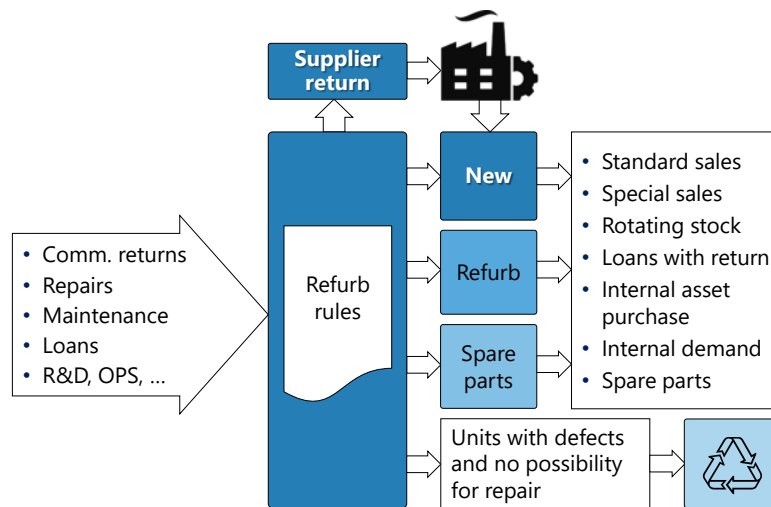 Supplier
return
New
• Standard sales
• Special sales
• Rotating stock
• Loans with return
• Internal asset
purchase
• Internal demand
• Spare parts
• Comm. returns
• Repairs
• Maintenance
• Loans
• R&D, OPS, ...
Refurb
rules
Refurb
Spare
parts
Units with defects
and no possibility
for repair